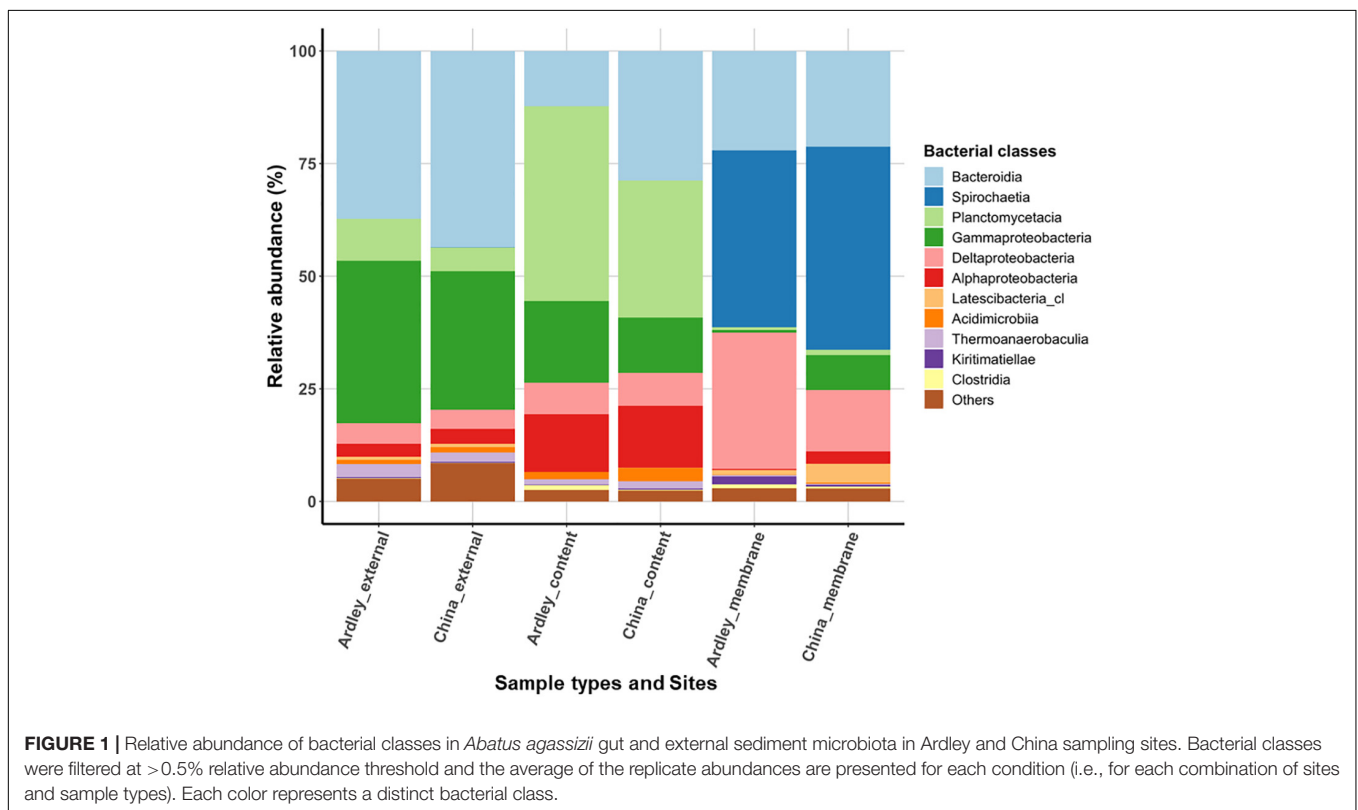 100
75
50
25
0
Relative abundance (%)
Ardley_external
China_external
Ardley_content
China_content
Ardley_membrane
China_membrane
Sample types and Sites
Bacterial classes
Bacteroidia
Spirochaetia
Planctomycetacia
Gammaproteobacteria
Deltaproteobacteria
Alphaproteobacteria
Latescibacteria_cl
Acidimicrobiia
Thermoanaerobaculia
Kiritimatiellae
Clostridia
Others
FIGURE 1 | Relative abundance of bacterial classes in Abatus agassizii gut and external sediment microbiota in Ardley and China sampling sites. Bacterial classes
were filtered at >0.5% relative abundance threshold and the average of the replicate abundances are presented for each condition (i.e., for each combination of sites
and sample types). Each color represents a distinct bacterial class.